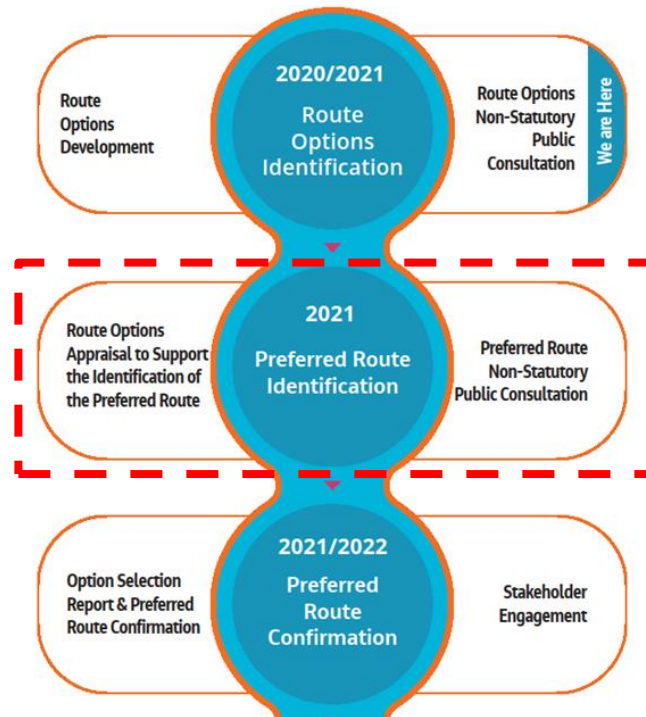 Route
Options
Development
2020/2021
Route
Options
Identification
Route Options
Non-Statutory
Public
Consultation
We are Here
Route Options
Appraisal to Support
the Identification of
the Preferred Route
2021
Preferred Route
Identification
Preferred Route
Non-Statutory
Public Consultation
Option Selection
Report & Preferred
Route Confirmation
2021/2022
Preferred
Route
Confirmation
Stakeholder
Engagement